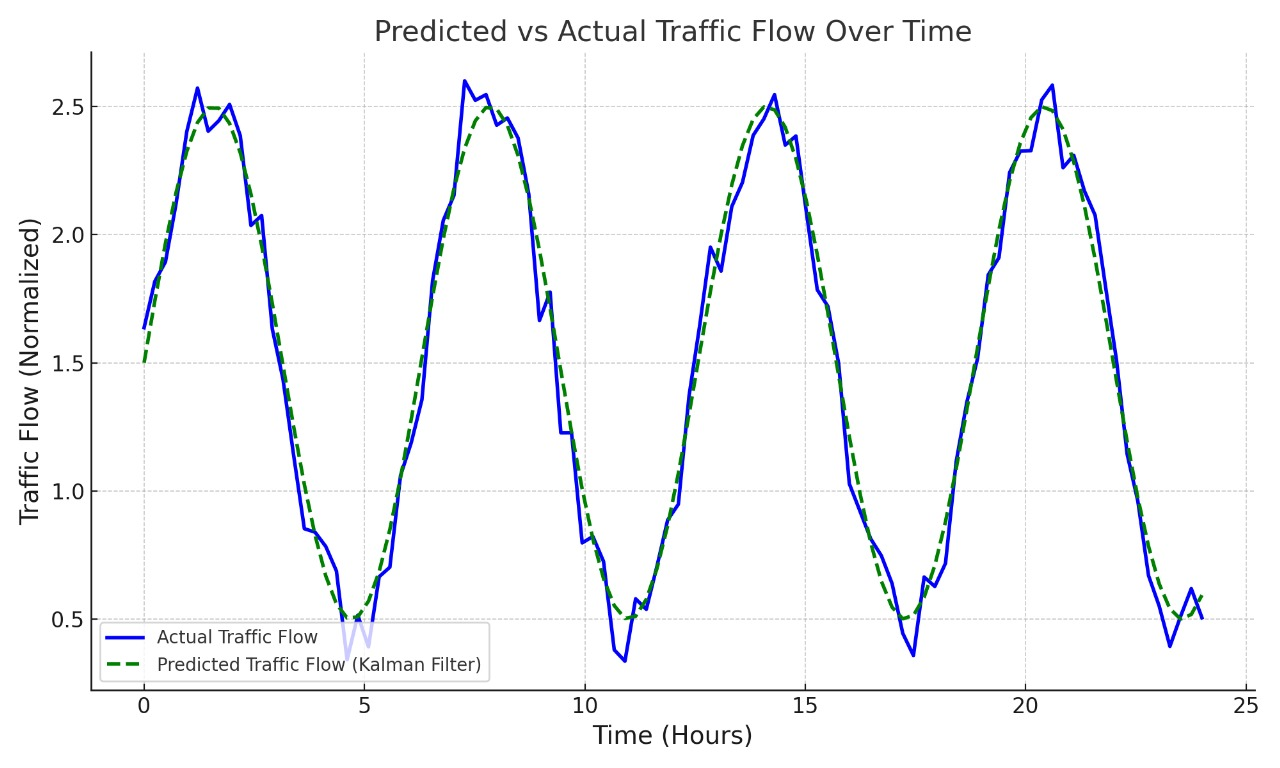 Predicted vs Actual Traffic Flow Over Time
Traffic Flow (Normalized)
2.5
2.0
1.5
1.0
0.5
Actual Traffic Flow
Predicted Traffic Flow (Kalman Filter)
0 5 10 15 20 25
Time (Hours)